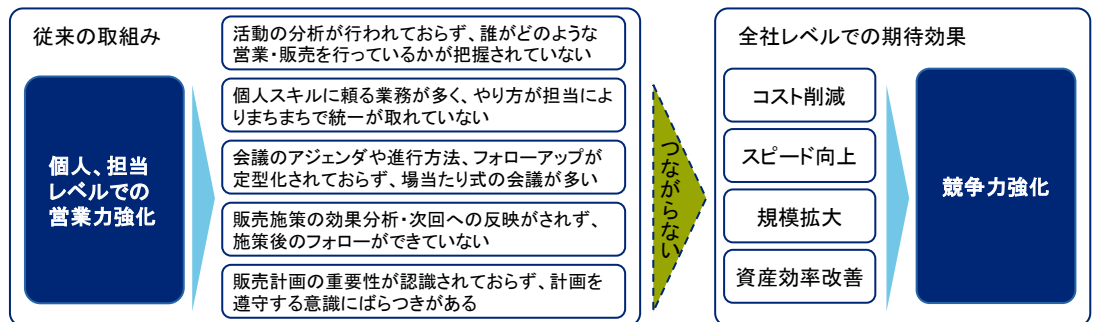 従来の取組み
個人、担当
レベルでの
営業力強化
活動の分析が行われておらず、誰がどのような
営業・販売を行っているかが把握されていない
個人スキルに頼る業務が多く、やり方が担当によ
りまちまちで統一が取れていない
会議のアジェンダや進行方法、フォローアップが
定型化されておらず、場当たり式の会議が多い
販売施策の効果分析・次回への反映がされず、
施策後のフォローができていない
販売計画の重要性が認識されておらず、計画を
遵守する意識にばらつきがある
つながらない
全社レベルでの期待効果
コスト削減
スピード向上
規模拡大
資産効率改善
競争力強化